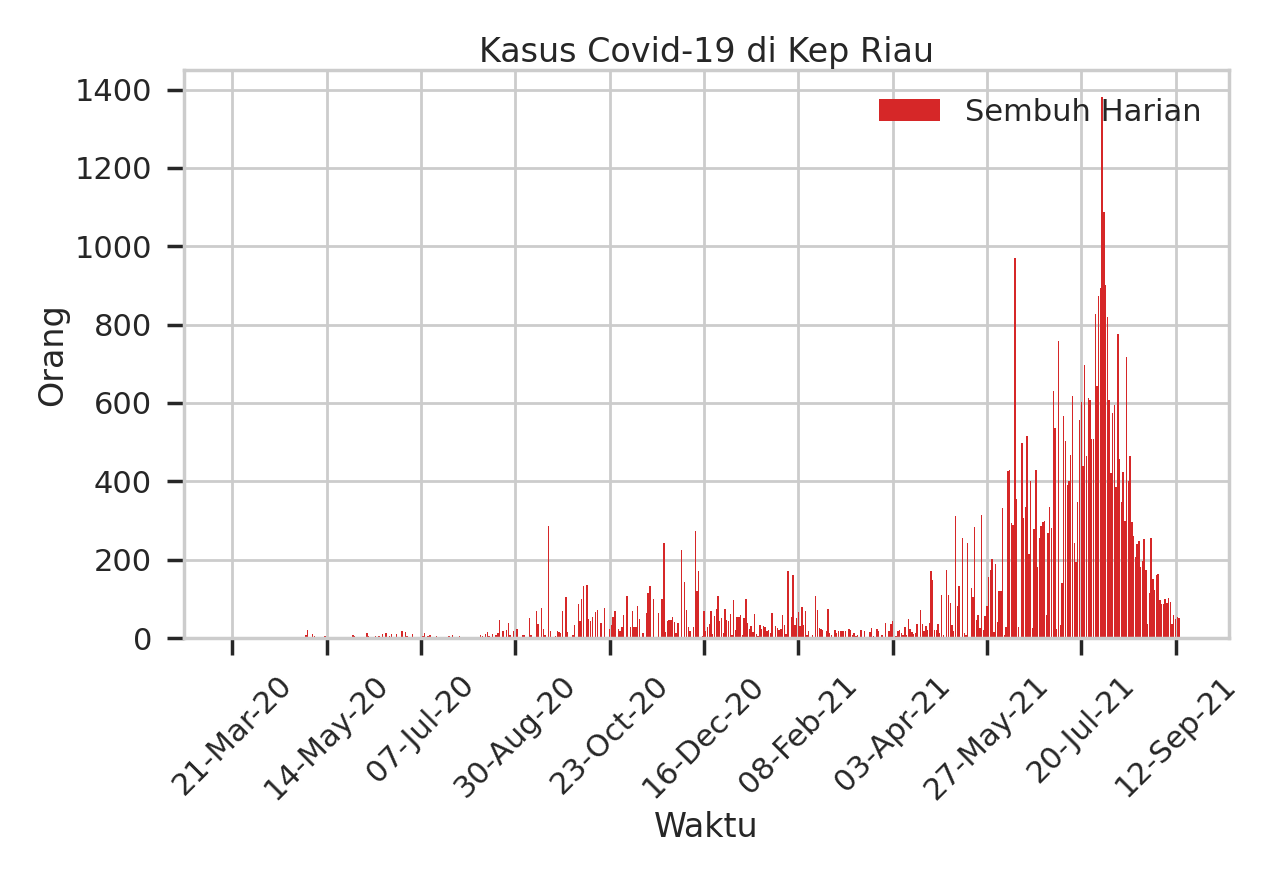 Kasus Covid-19 di Kep Riau
Sembuh Harian
1400
1200
1000
800
600
400
200
0
Orang
21-Mar-20
14-May-20
07-Jul-20
30-Aug-20
23-Oct-20
16-Dec-20
08-Feb-21
03-Apr-21
27-May-21
20-Jul-21
12-Sep-21
Waktu